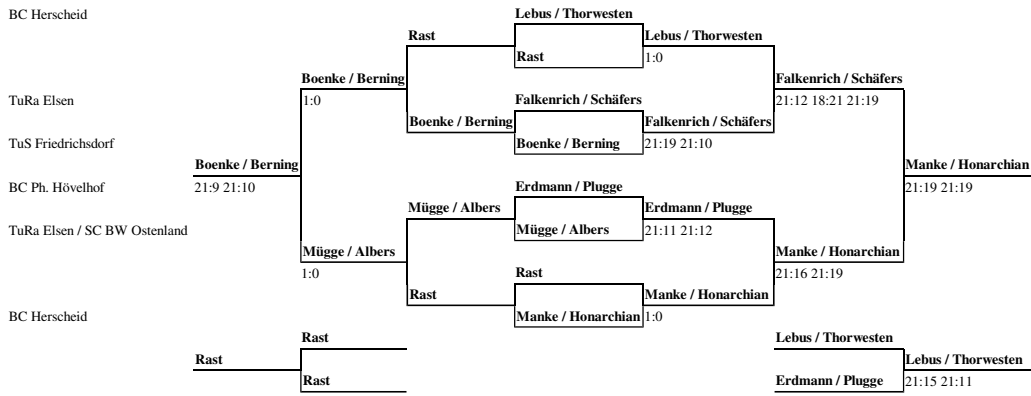 BC Herscheid
Lebus / Thorwesten
Rast
Lebus / Thorwesten
Rast
1:0
Boenke / Berning
Falkenrich / Schäfers
TuRa Elsen
1:0
Falkenrich / Schäfers
21:12 18:21 21:19
Boenke / Berning
Falkenrich / Schäfers
TuS Friedrichsdorf
Boenke / Berning
21:19 21:10
Boenke / Berning
Manke / Honarchian
BC Ph. Hövelhof
21:9 21:10
Erdmann / Plugge
21:19 21:19
Mügge / Albers
Erdmann / Plugge
TuRa Elsen / SC BW Ostenland
Mügge / Albers
21:11 21:12
Mügge / Albers
Manke / Honarchian
1:0
Rast
21:16 21:19
Rast
Manke / Honarchian
BC Herscheid
Manke / Honarchian
1:0
Rast
Lebus / Thorwesten
Rast
Lebus / Thorwesten
Rast
Erdmann / Plugge
21:15 21:11